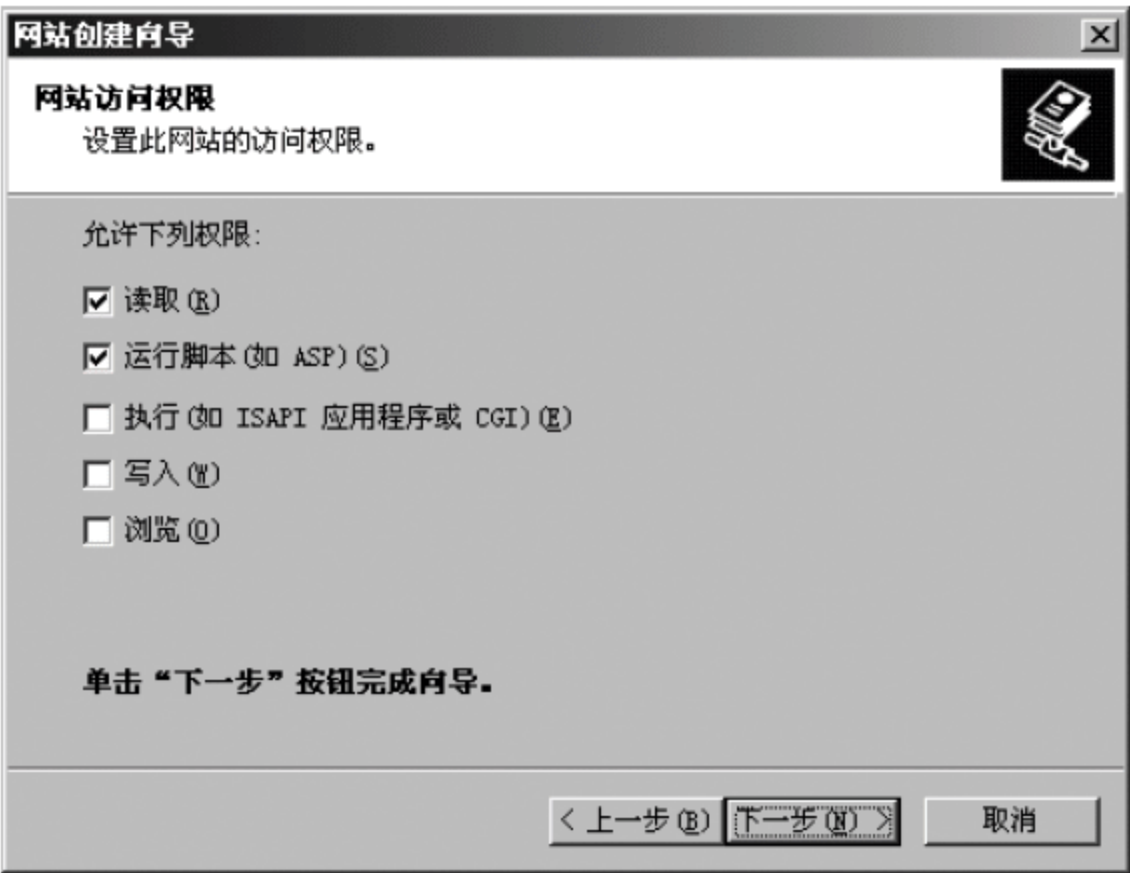 网站创建向导
网站访问权限
设置此网站的访问权限。
允许下列权限:
读取(R)
运行脚本(如 ASP)(S)
执行(如 ISAPI 应用程序或 CGI)(E)
写入(W)
浏览(O)
单击“下一步”按钮完成向导。
< 上一步(B) 下一步(N) > 取消